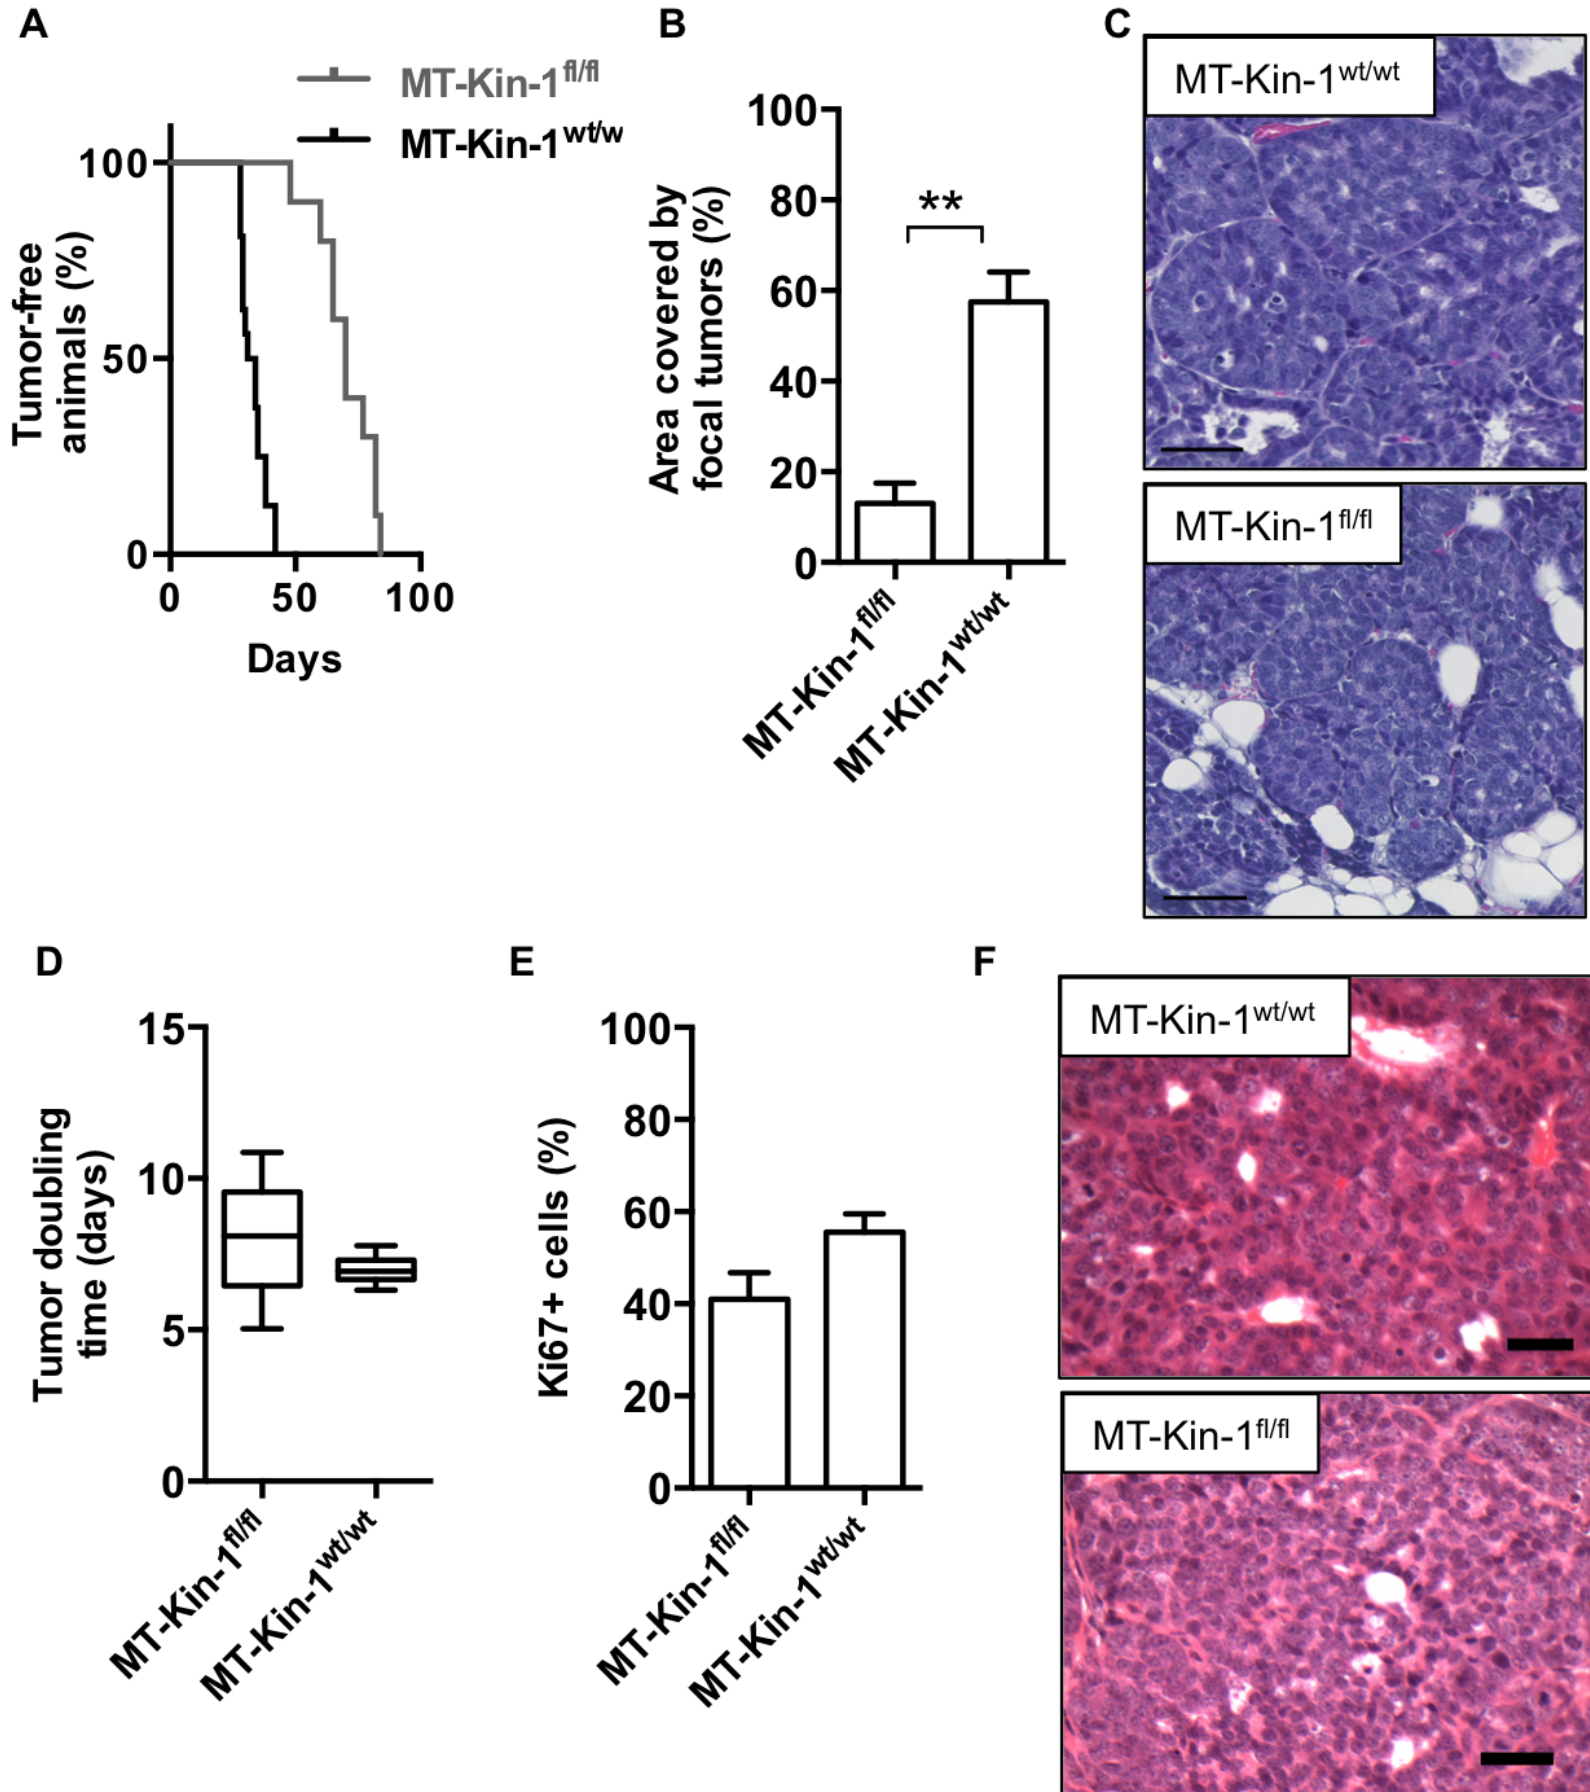 A
MT-Kin-1fl/fl
MT-Kin-1wt/w
100
50
0
0 50 100
Tumor-free
animals (%)
Days
B
100
80
60
40
20
0
Area covered by
focal tumors (%)
**
MT-Kin-1fl/fl
MT-Kin-1wt/wt
C
MT-Kin-1wt/wt
MT-Kin-1fl/fl
D
15
10
5
0
Tumor doubling
time (days)
MT-Kin-1fl/fl
MT-Kin-1wt/wt
E
100
80
60
40
20
0
Ki67+ cells (%)
MT-Kin-1fl/fl
MT-Kin-1wt/wt
F
MT-Kin-1wt/wt
MT-Kin-1fl/fl